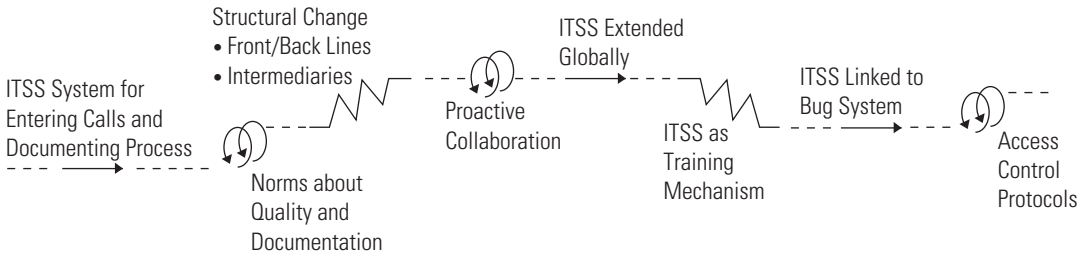 ITSS System for
Entering Calls and
Documenting Process
Structural Change
• Front/Back Lines
• Intermediaries
Norms about
Quality and
Documentation
Proactive
Collaboration
ITSS Extended
Globally
ITSS as
Training
Mechanism
ITSS Linked to
Bug System
Access
Control
Protocols